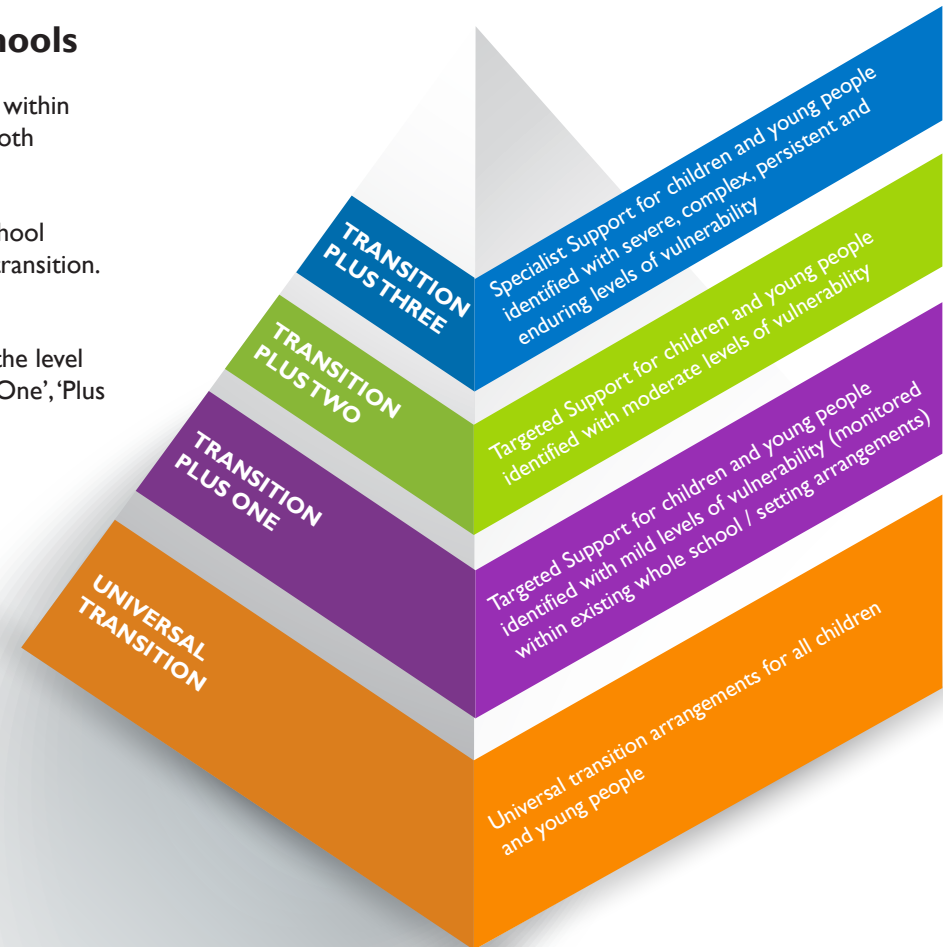 hools
within
oth
hool
transition.
the level
One', 'Plus
TRANSITION
PLUS THREE
Specialist Support for children and young people
identified with severe, complex, persistent and
enduring levels of vulnerability
TRANSITION
PLUS TWO
Targeted Support for children and young people
identified with moderate levels of vulnerability
TRANSITION
PLUS ONE
Targeted Support for children and young people
identified with mild levels of vulnerability (monitored
within existing whole school / setting arrangements)
UNIVERSAL
TRANSITION
Universal transition arrangements for all children
and young people